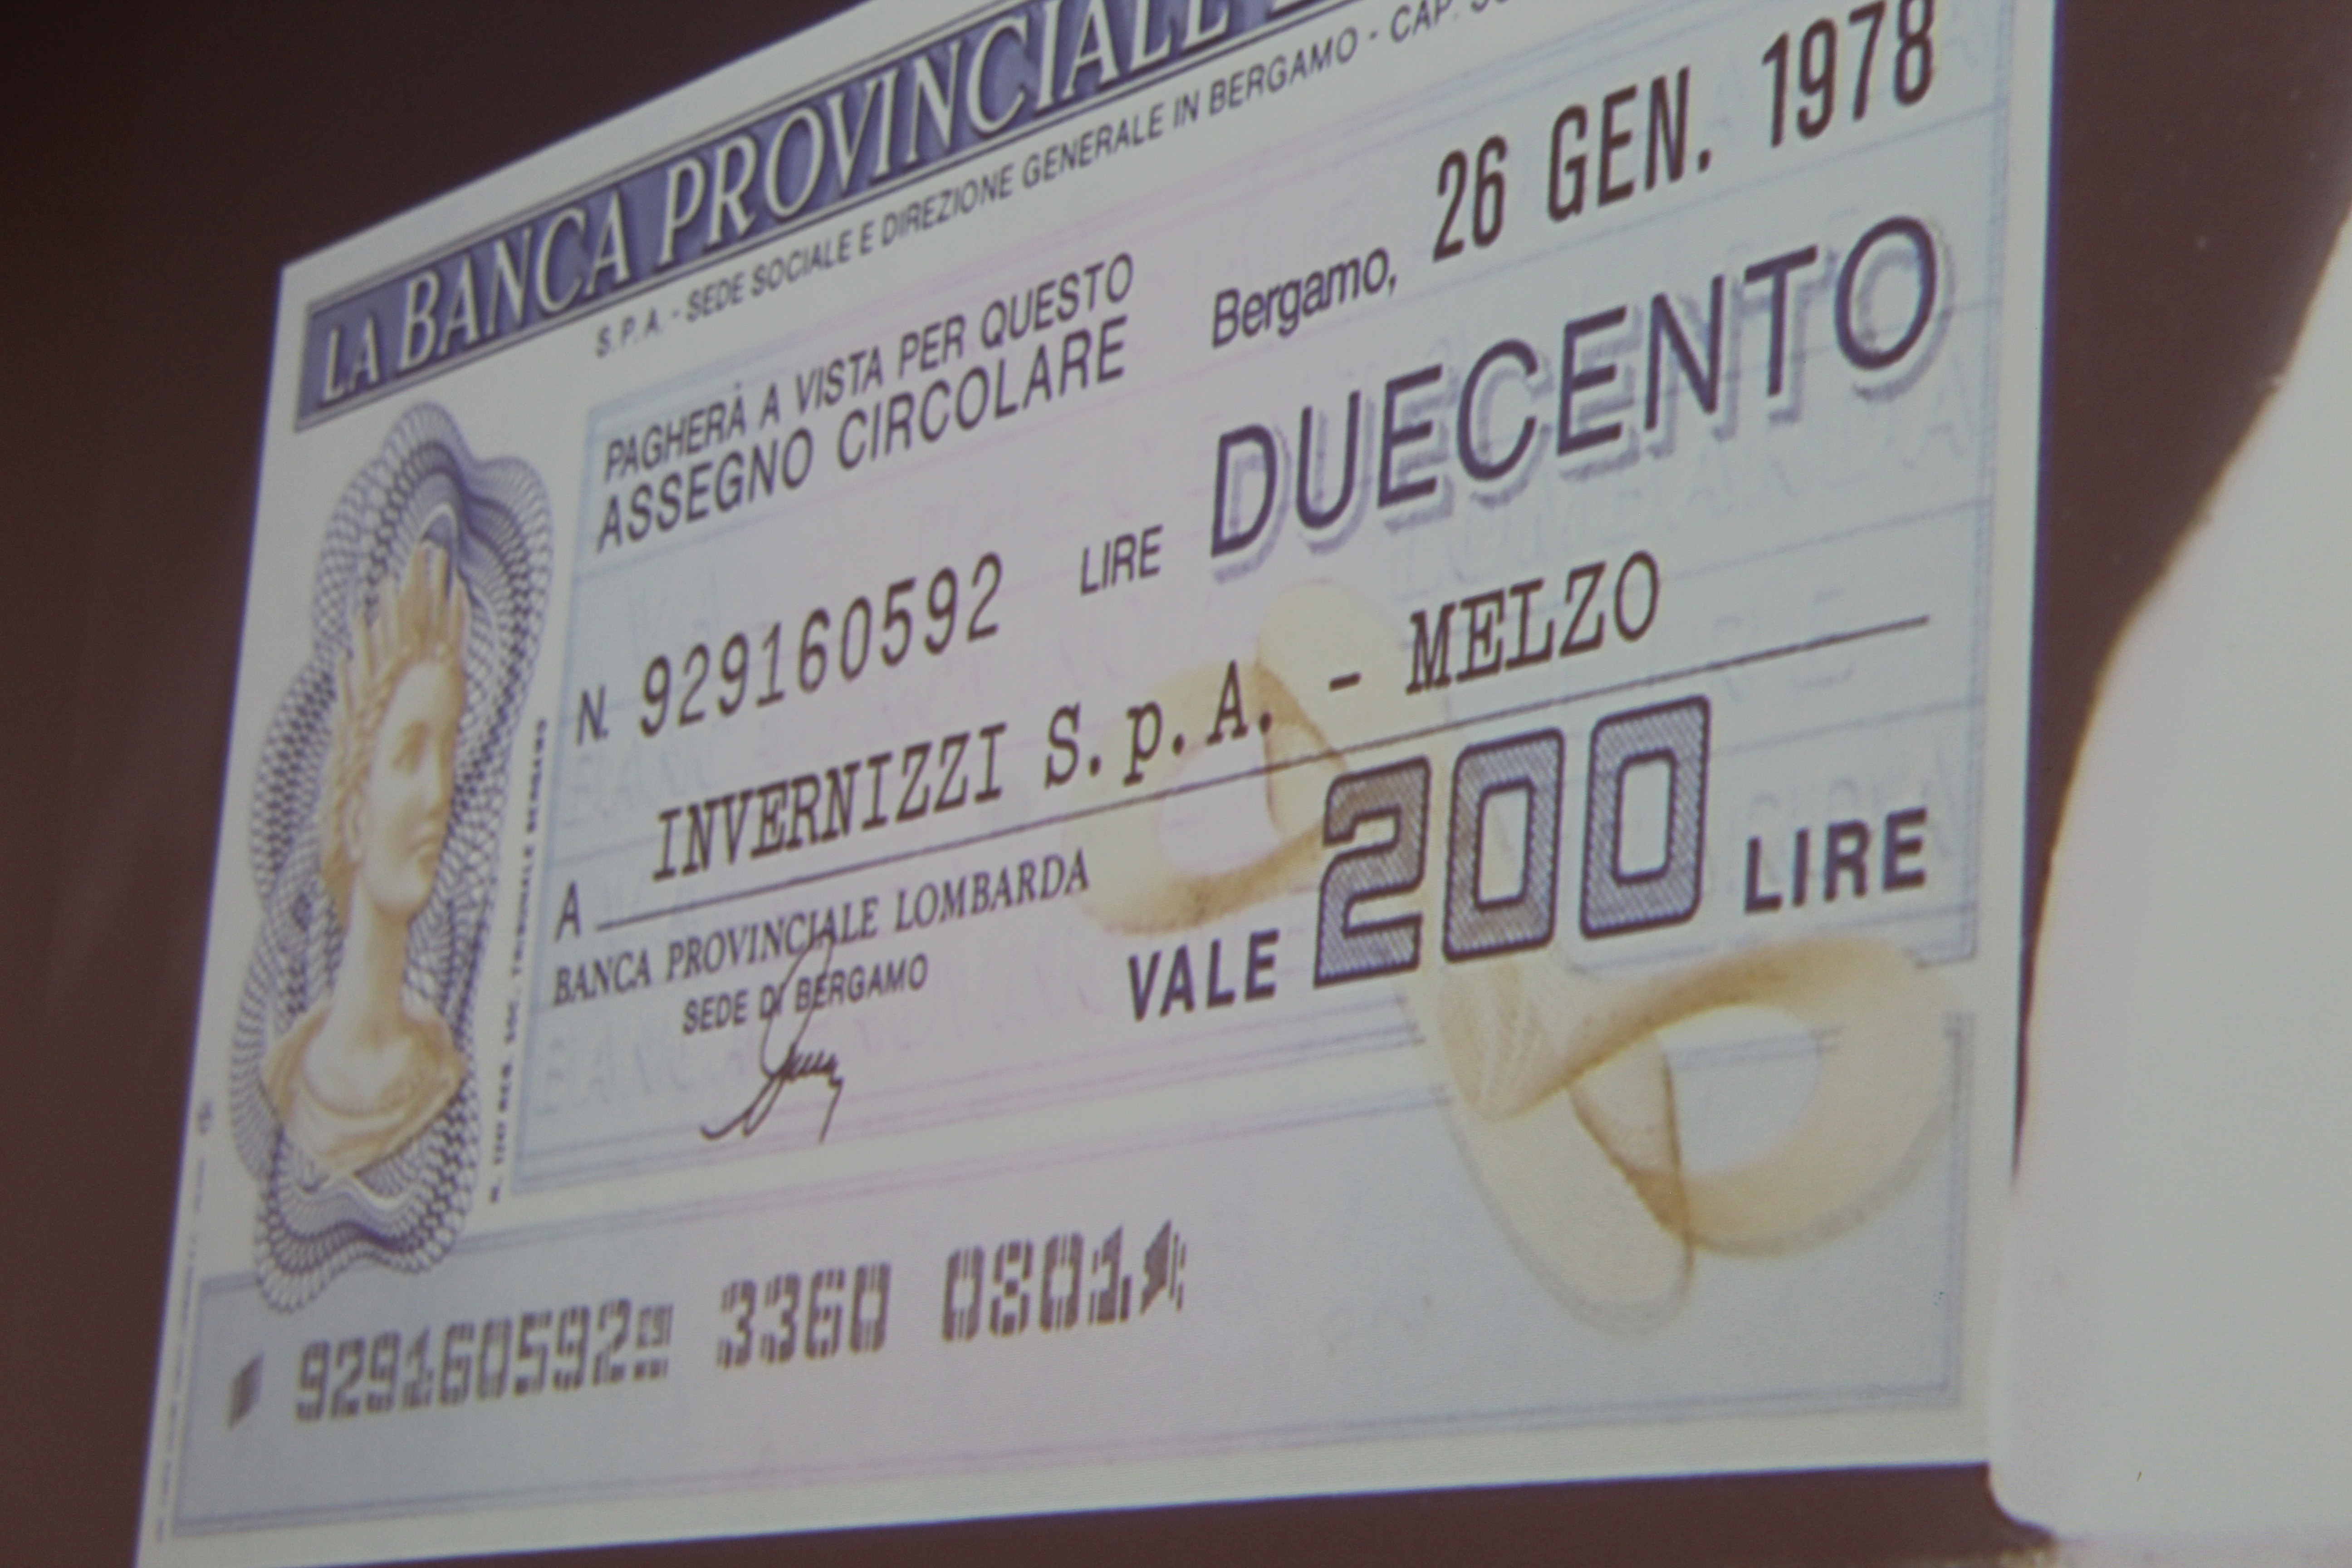 LA BANCA PROVINCIALE
S.P.A. - SEDE SOCIALE E DIREZIONE GENERALE IN BERGAMO - CAP.
PAGHERÀ A VISTA PER QUESTO
ASSEGNO CIRCOLARE
Bergamo, 26 GEN. 1978
N. 929160592 LIRE DUECENTO
A INVERNIZZI S.p.A. - MELZO
BANCA PROVINCIALE LOMBARDA
SEDE DI BERGAMO
VALE 200 LIRE
929160592 3360 0801